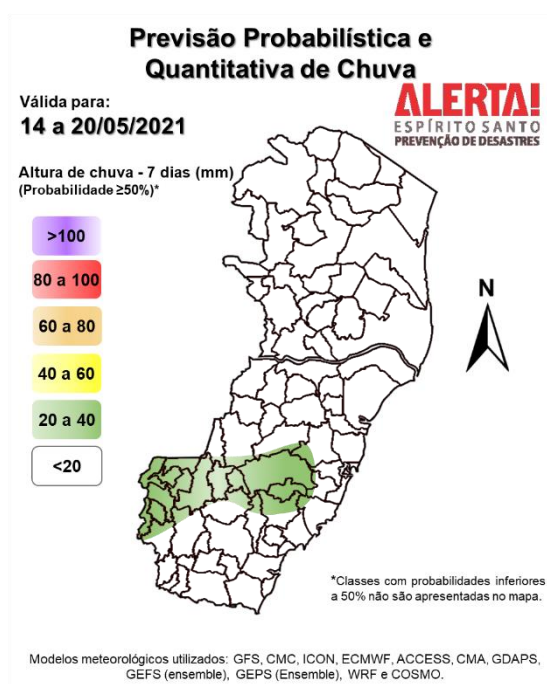 Previsão Probabilística e
Quantitativa de Chuva
Válida para:
14 a 20/05/2021
ALERTA!
ESPÍRITO SANTO
PREVENÇÃO DE DESASTRES
Altura de chuva - 7 dias (mm)
(Probabilidade ≥50%)*
>100
80 a 100
60 a 80
40 a 60
20 a 40
<20
N
*Classes com probabilidades inferiores
a 50% não são apresentadas no mapa.
Modelos meteorológicos utilizados: GFS, CMC, ICON, ECMWF, ACCESS, CMA, GDAPS,
GEFS (ensemble), GEPS (Ensemble), WRF e COSMO.